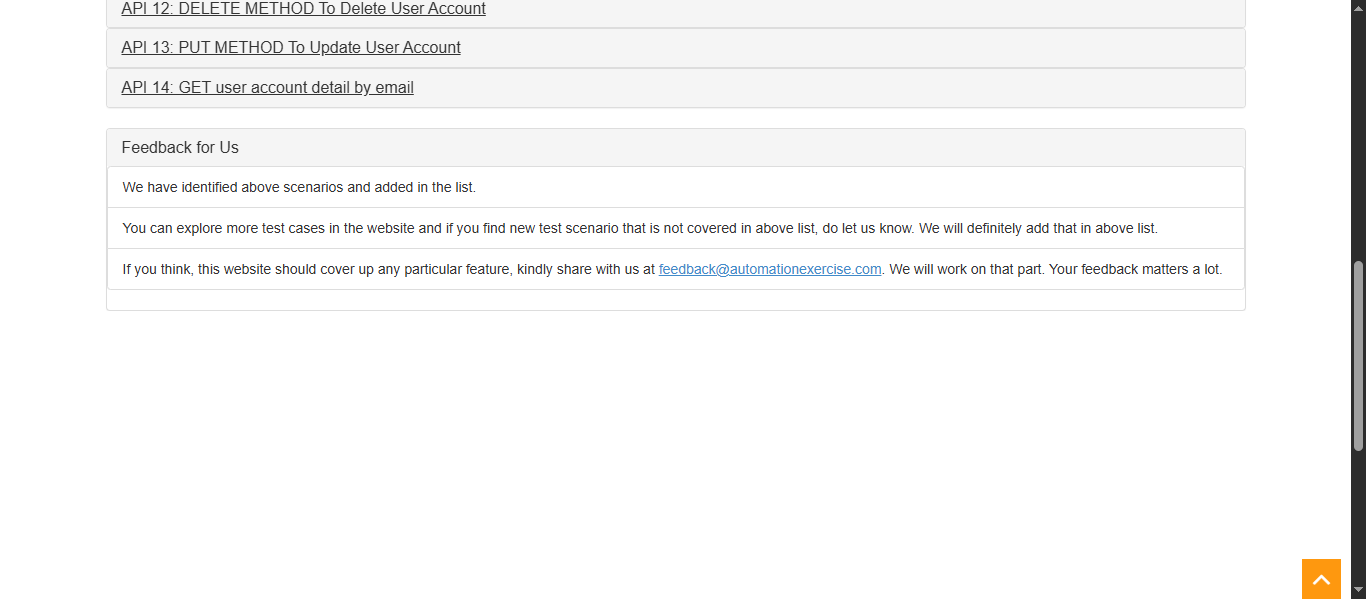 API 12: DELETE METHOD To Delete User Account
API 13: PUT METHOD To Update User Account
API 14: GET user account detail by email
Feedback for Us
We have identified above scenarios and added in the list.
You can explore more test cases in the website and if you find new test scenario that is not covered in above list, do let us know. We will definitely add that in above list.
If you think, this website should cover up any particular feature, kindly share with us at feedback@automationexercise.com. We will work on that part. Your feedback matters a lot.